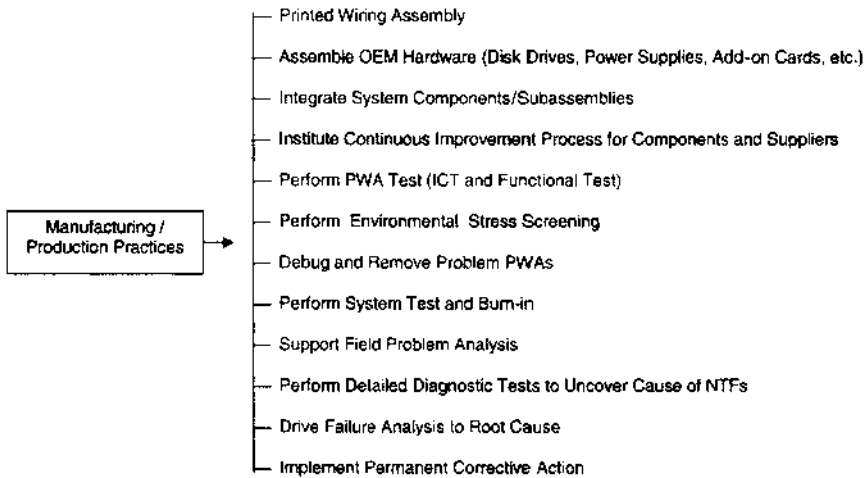 Printed Wiring Assembly
Assemble OEM Hardware (Disk Drives, Power Supplies, Add-on Cards, etc.)
Integrate System Components/Subassemblies
Institute Continuous Improvement Process for Components and Suppliers
Perform PWA Test (ICT and Functional Test)
Manufacturing /
Production Practices
Perform Environmental Stress Screening
Debug and Remove Problem PWAs
Perform System Test and Burn-in
Support Field Problem Analysis
Perform Detailed Diagnostic Tests to Uncover Cause of NTFs
Drive Failure Analysis to Root Cause
Implement Permanent Corrective Action